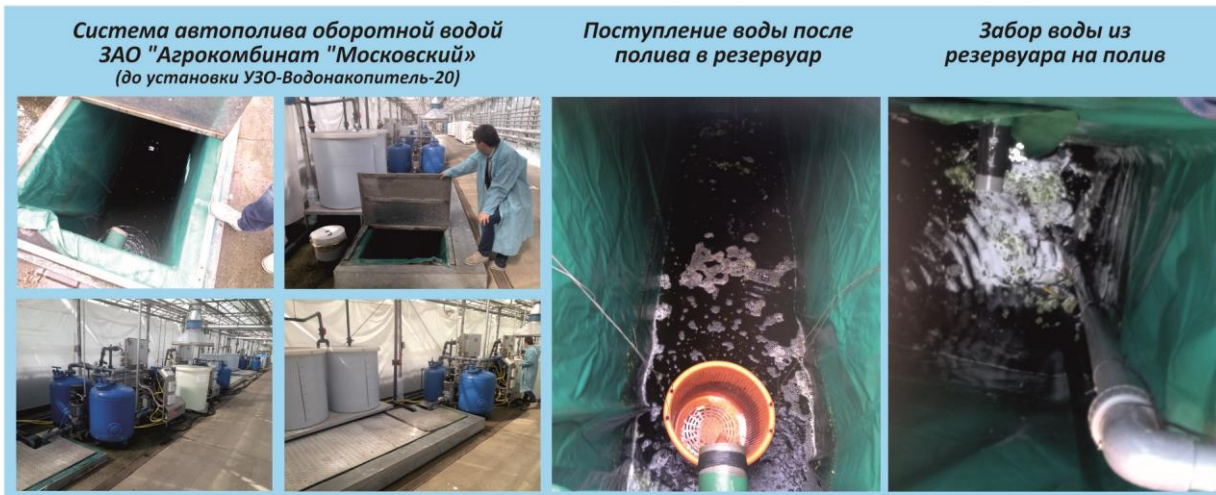 Система автополива оборотной водой
ЗАО "Агрокомбинат "Московский»
(до установки УЗО-Водонакопитель-20)
Поступление воды после
полива в резервуар
Забор воды из
резервуара на полив